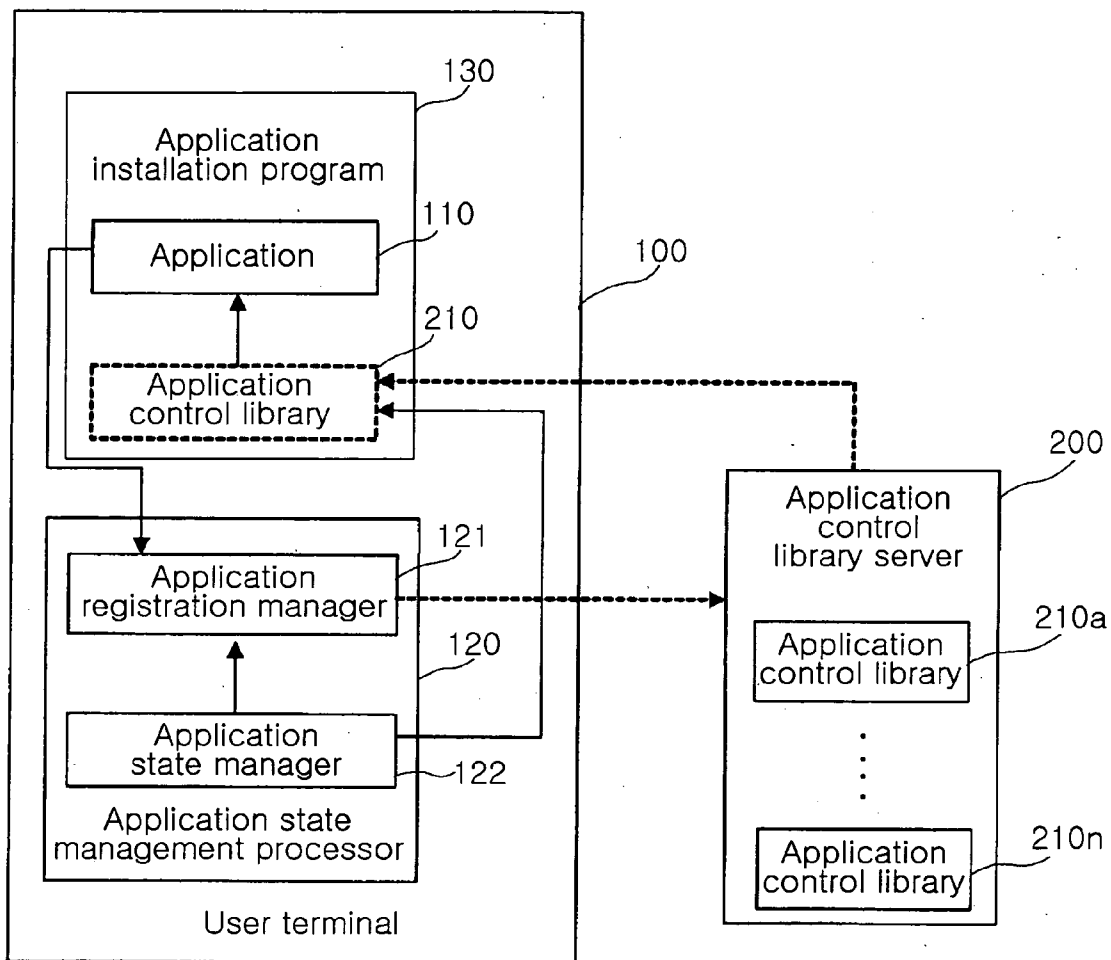 130
Application
installation program
110
Application
100
210
Application
control library
200
Application
control
library server
121
Application
registration manager
210a
Application
control library
120
Application
state manager
122
210n
Application
control library
Application state
management processor
User terminal